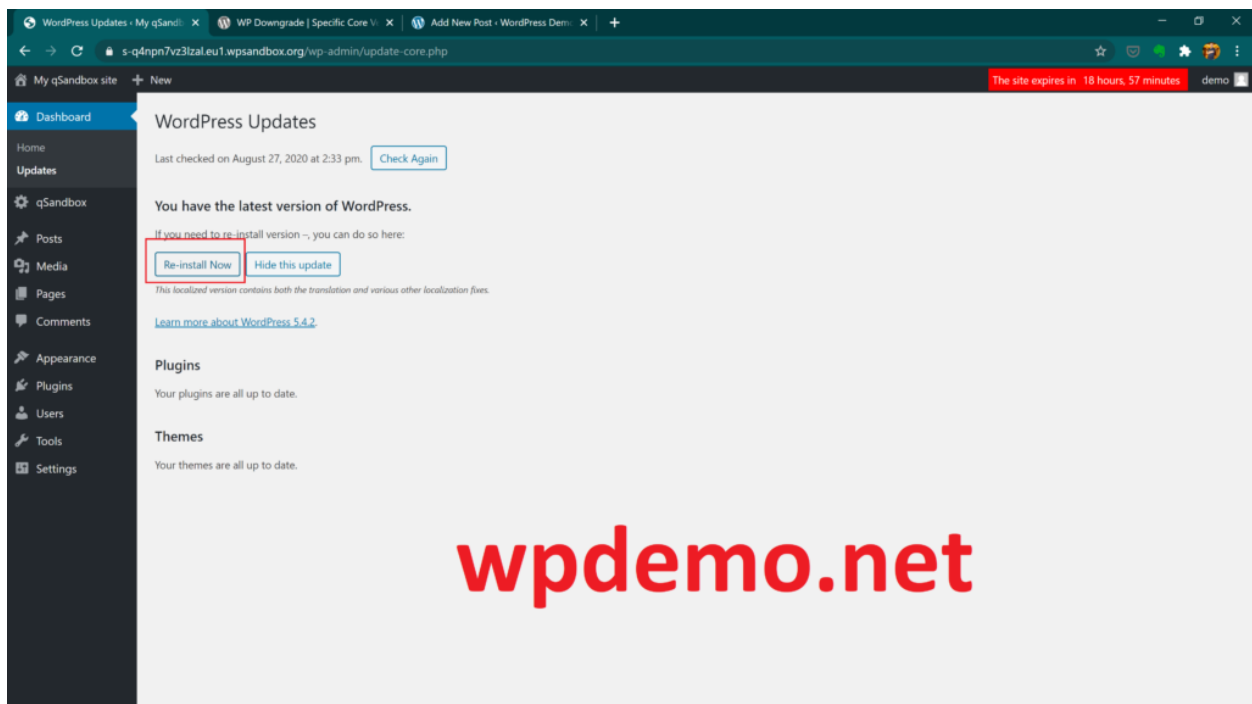 WordPress Updates ‹ My qSandb
WP Downgrade | Specific Core V
Add New Post ‹ WordPress Dem
s-q4npn7vz3lzal.eu1.wpsandbox.org/wp-admin/update-core.php
My qSandbox site + New
The site expires in 18 hours, 57 minutes
demo
Dashboard
Home
Updates
qSandbox
Posts
Media
Pages
Comments
Appearance
Plugins
Users
Tools
Settings
WordPress Updates
Last checked on August 27, 2020 at 2:33 pm. Check Again
You have the latest version of WordPress.
If you need to re-install version –, you can do so here:
Re-install Now Hide this update
This localized version contains both the translation and various other localization fixes.
Learn more about WordPress 5.4.2.
Plugins
Your plugins are all up to date.
Themes
Your themes are all up to date.
wpdemo.net